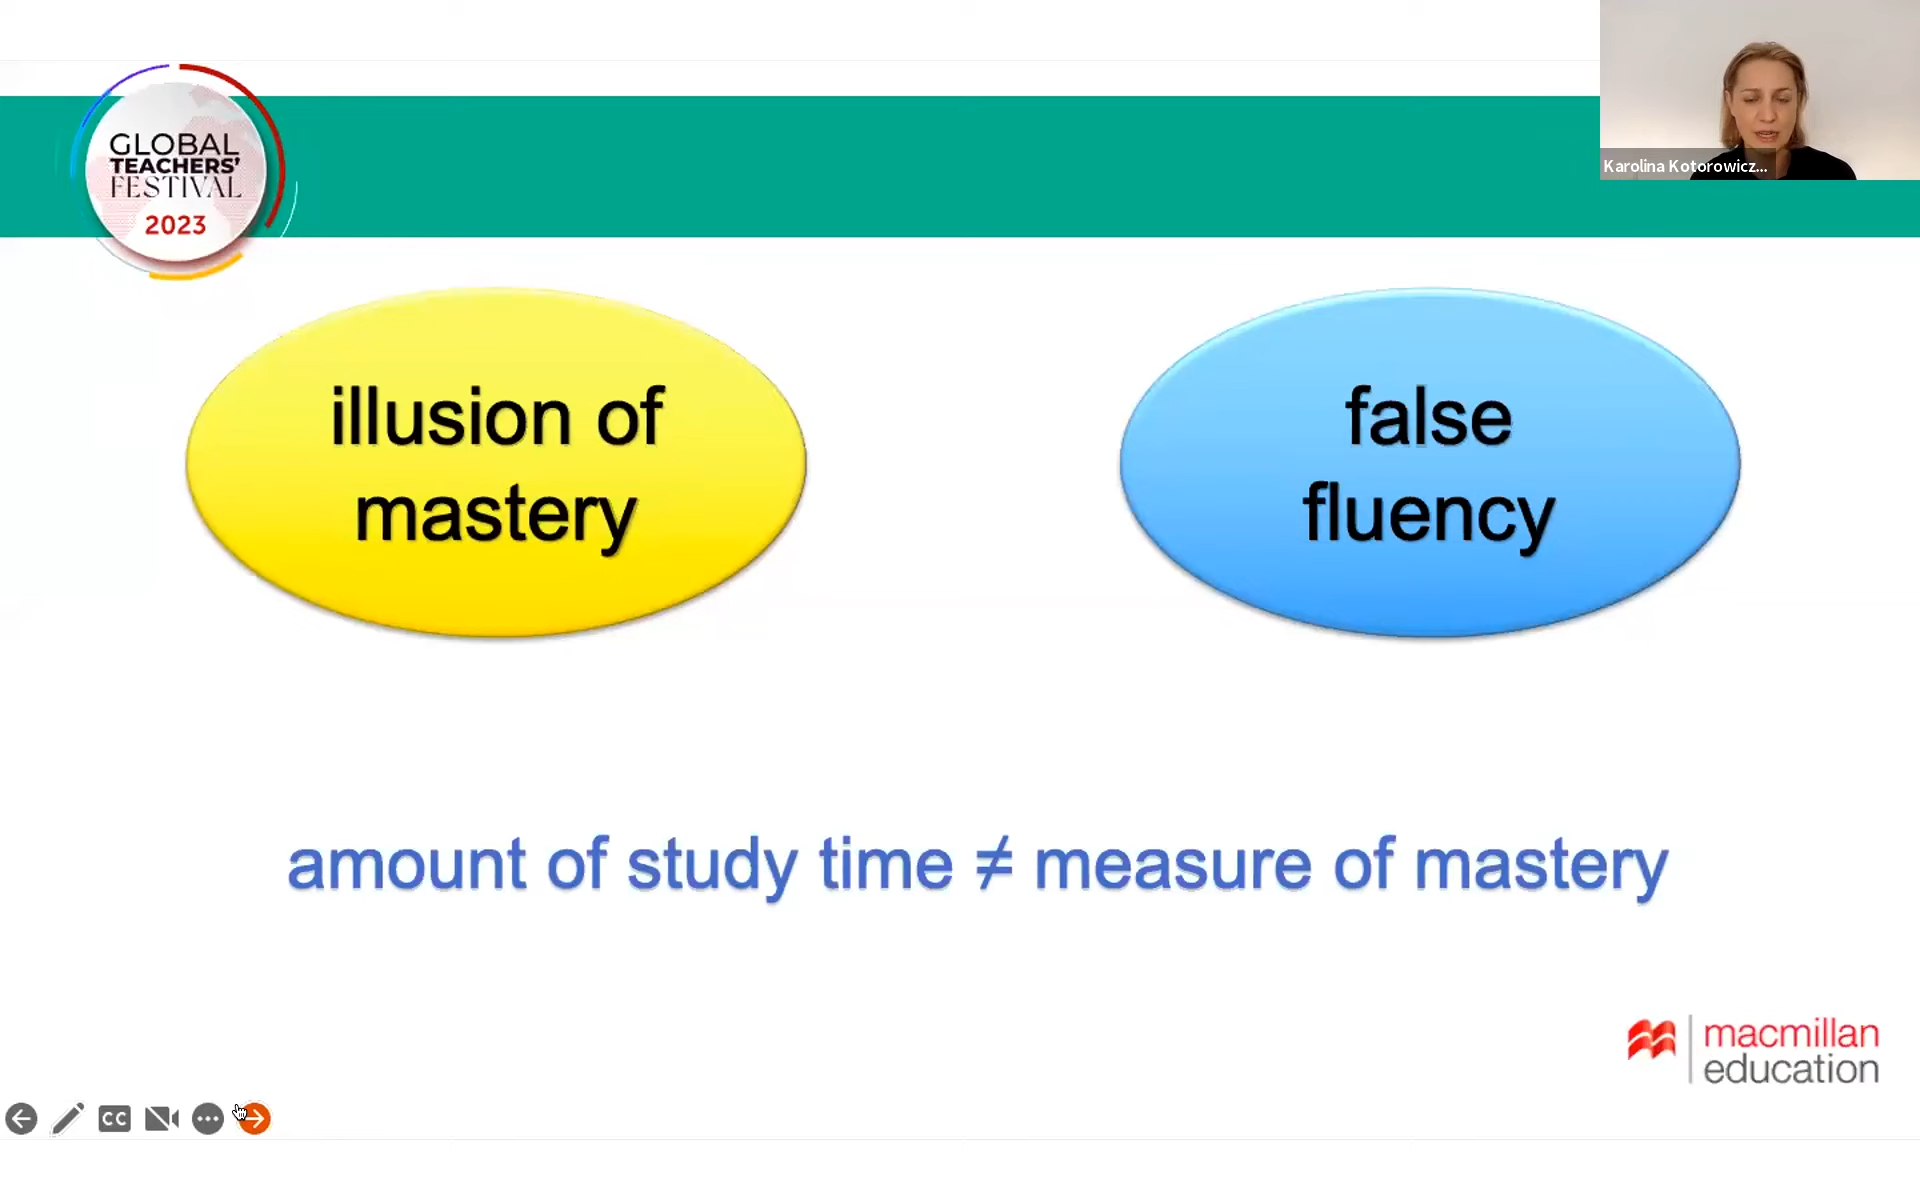 GLOBAL
TEACHERS'
FESTIVAL
2023
Karolina Kotorowicz...
illusion of
mastery
false
fluency
amount of study time ≠ measure of mastery
macmillan
education
CC